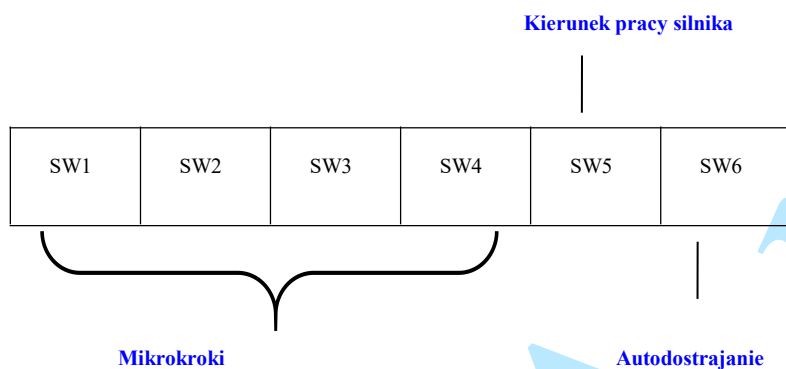 Kierunek pracy silnika
SW1 SW2 SW3 SW4 SW5 SW6
Mikrokroki Autodostrajanie